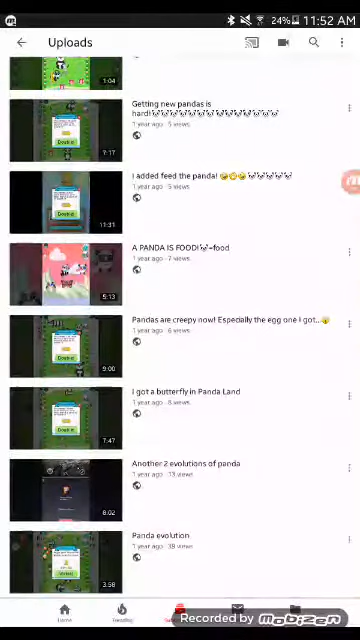 24% 11:52 AM
Uploads
1:04
Getting new pandas is
hard!🐼🐼🐼🐼🐼🐼🐼🐼🐼🐼🐼🐼🐼🐼
1 year ago · 5 views
7:17
I added feed the panda! 🤣😳🤣🐼🐼🐼🐼🐼
1 year ago · 5 views
11:31
A PANDA IS FOOD!🐼=food
1 year ago · 7 views
5:13
Pandas are creepy now! Especially the egg one I got...😨
1 year ago · 6 views
9:00
I got a butterfly in Panda Land
1 year ago · 8 views
7:47
Another 2 evolutions of panda
1 year ago · 13 views
8:02
Panda evolution
1 year ago · 38 views
3:58
Home
Trending
Recorded by MOBIZEN